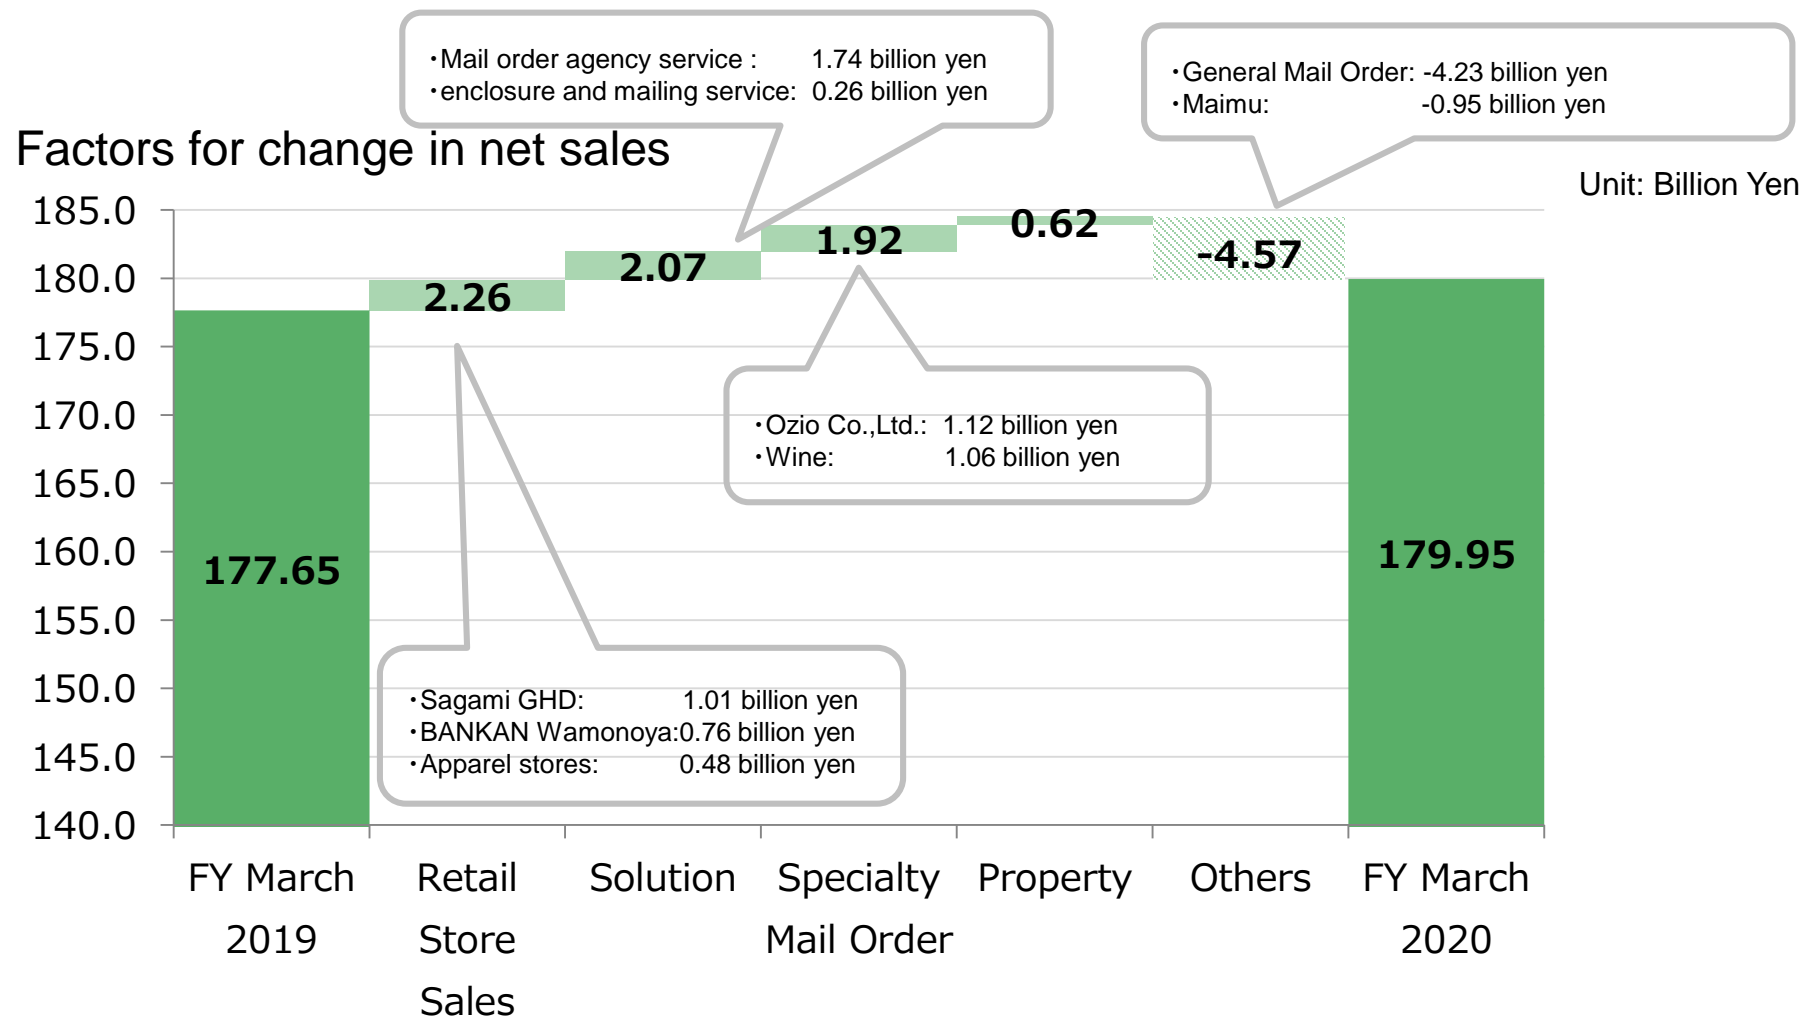 ・Mail order agency service : 1.74 billion yen
・enclosure and mailing service: 0.26 billion yen
・General Mail Order: -4.23 billion yen
・Maimu: -0.95 billion yen
Factors for change in net sales
Unit: Billion Yen
185.0
180.0
175.0
170.0
165.0
160.0
155.0
150.0
145.0
140.0
177.65
2.26
2.07
1.92
0.62
-4.57
179.95
・Ozio Co.,Ltd.: 1.12 billion yen
・Wine: 1.06 billion yen
・Sagami GHD: 1.01 billion yen
・BANKAN Wamonoya:0.76 billion yen
・Apparel stores: 0.48 billion yen
FY March
2019
Retail
Store
Sales
Solution
Specialty
Mail Order
Property
Others
FY March
2020